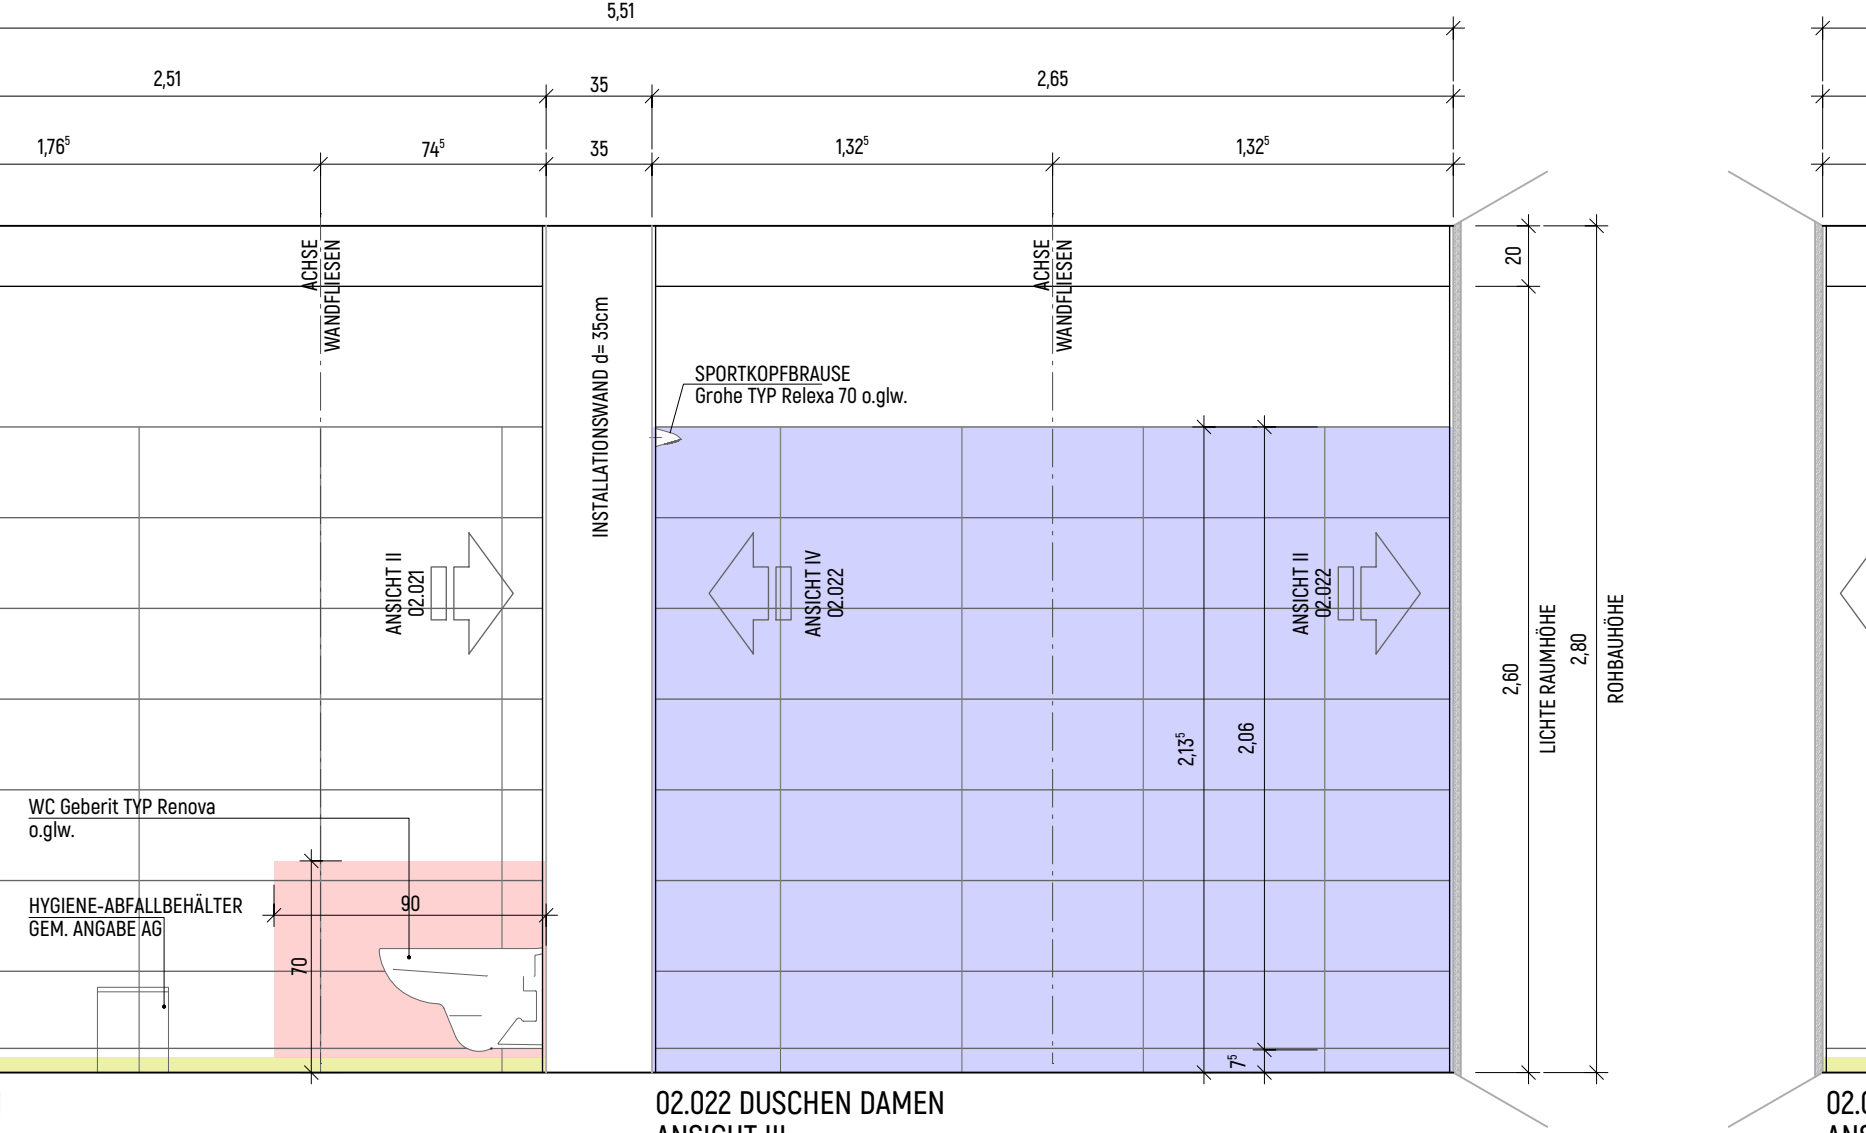 5,51
2,51
35
2,65
1,76⁵
74⁵
35
1,32⁵
1,32⁵
ACHSE
WANDFLIESEN
ACHSE
WANDFLIESEN
20
INSTALLATIONSWAND d= 35cm
SPORTKOPFBRAUSE
Grohe TYP Relexa 70 o.glw.
ANSICHT II
02.021
ANSICHT IV
02.022
ANSICHT II
02.022
2,60
LICHTE RAUMHÖHE
2,80
ROHBAUHÖHE
2,13⁵
2,06
WC Geberit TYP Renova
o.glw.
HYGIENE-ABFALLBEHÄLTER
GEM. ANGABE AG
90
70
7⁵
02.022 DUSCHEN DAMEN
ANSICHT III